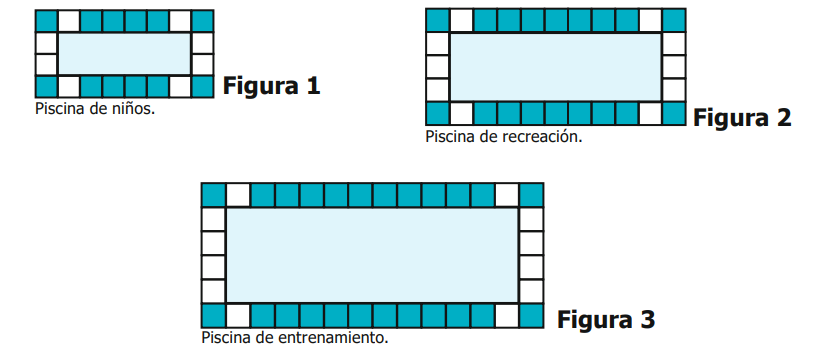 Figura 1
Piscina de niños.
Figura 2
Piscina de recreación.
Figura 3
Piscina de entrenamiento.